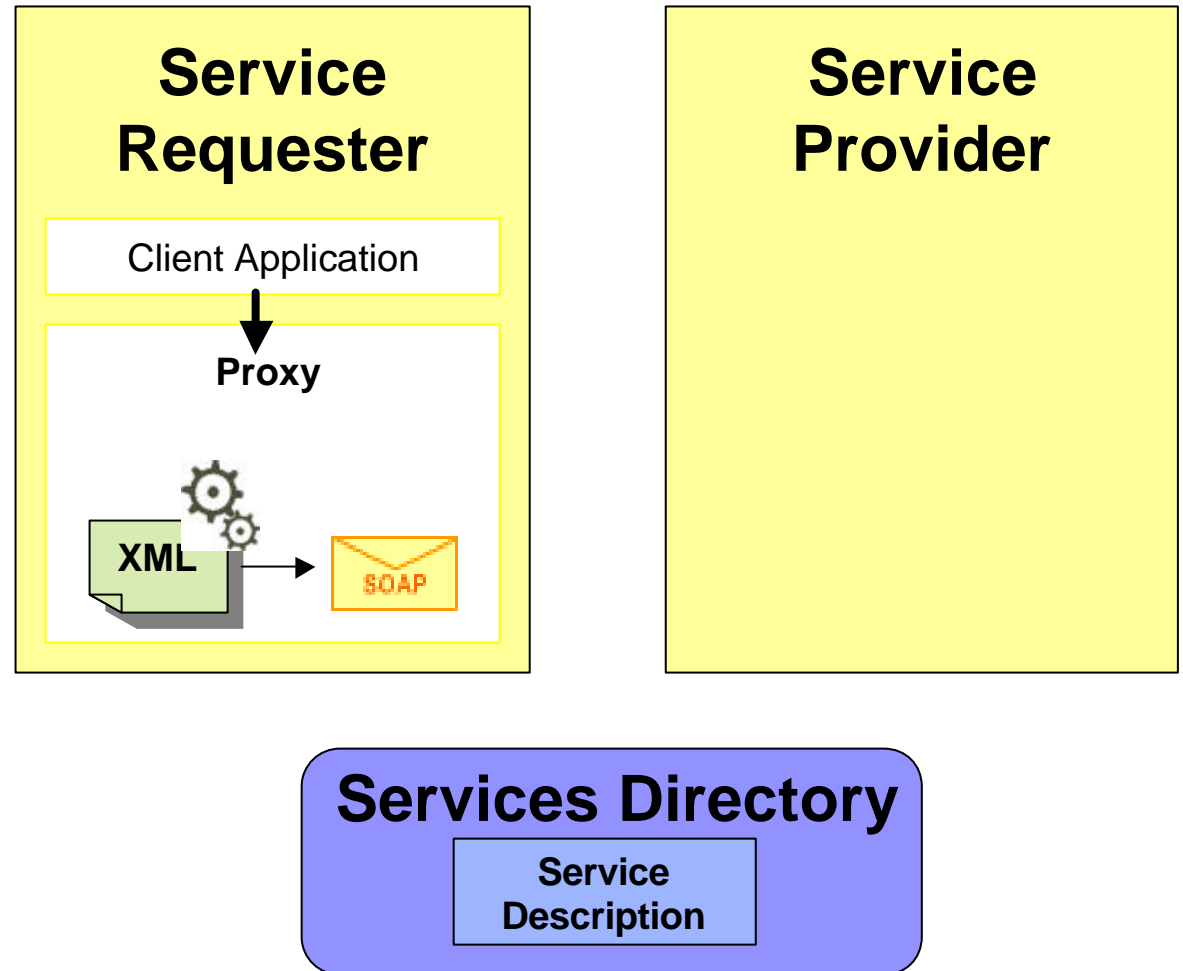 Service
Requester
Client Application
Proxy
XML
SOAP
Service
Provider
Services Directory
Service
Description